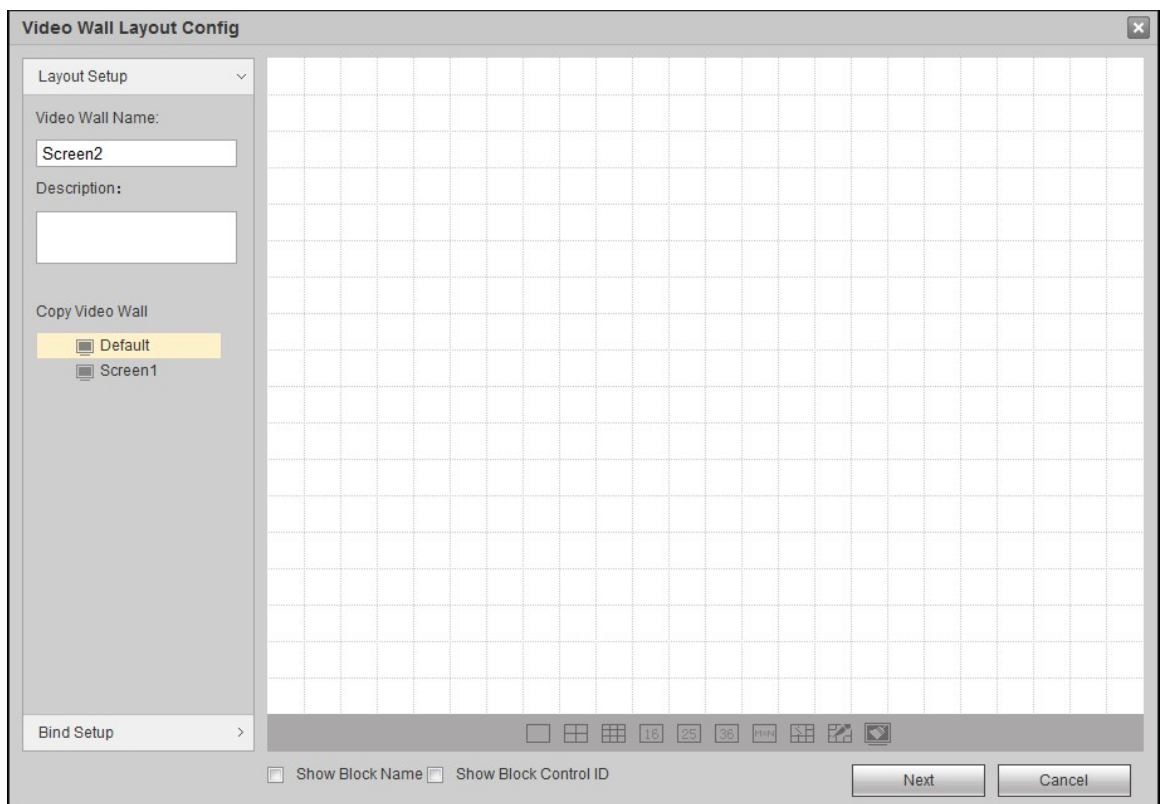 Video Wall Layout Config
Layout Setup
Video Wall Name:
Screen2
Description:
Copy Video Wall
Default
Screen1
Bind Setup
16 25 36 M×N
Show Block Name Show Block Control ID
Next Cancel